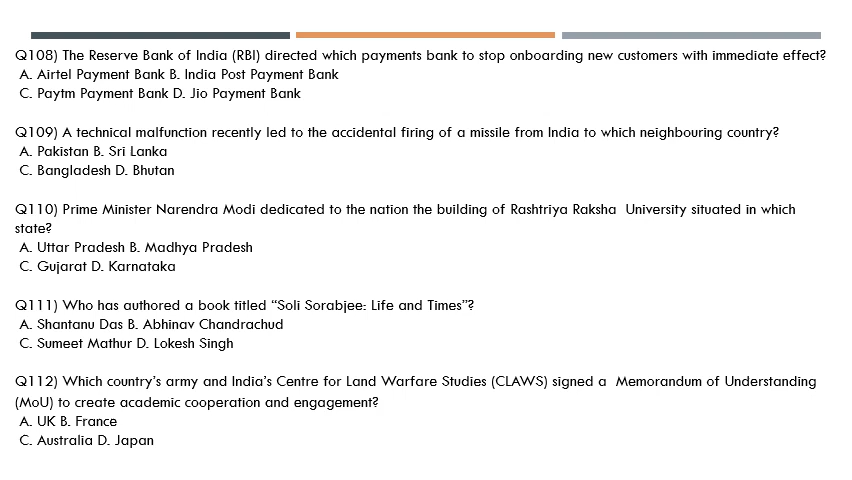 Q108) The Reserve Bank of India (RBI) directed which payments bank to stop onboarding new customers with immediate effect?
A. Airtel Payment Bank B. India Post Payment Bank
C. Paytm Payment Bank D. Jio Payment Bank
Q109) A technical malfunction recently led to the accidental firing of a missile from India to which neighbouring country?
A. Pakistan B. Sri Lanka
C. Bangladesh D. Bhutan
Q110) Prime Minister Narendra Modi dedicated to the nation the building of Rashtriya Raksha University situated in which
state?
A. Uttar Pradesh B. Madhya Pradesh
C. Gujarat D. Karnataka
Q111) Who has authored a book titled “Soli Sorabjee: Life and Times”?
A. Shantanu Das B. Abhinav Chandrachud
C. Sumeet Mathur D. Lokesh Singh
Q112) Which country’s army and India’s Centre for Land Warfare Studies (CLAWS) signed a Memorandum of Understanding
(MoU) to create academic cooperation and engagement?
A. UK B. France
C. Australia D. Japan